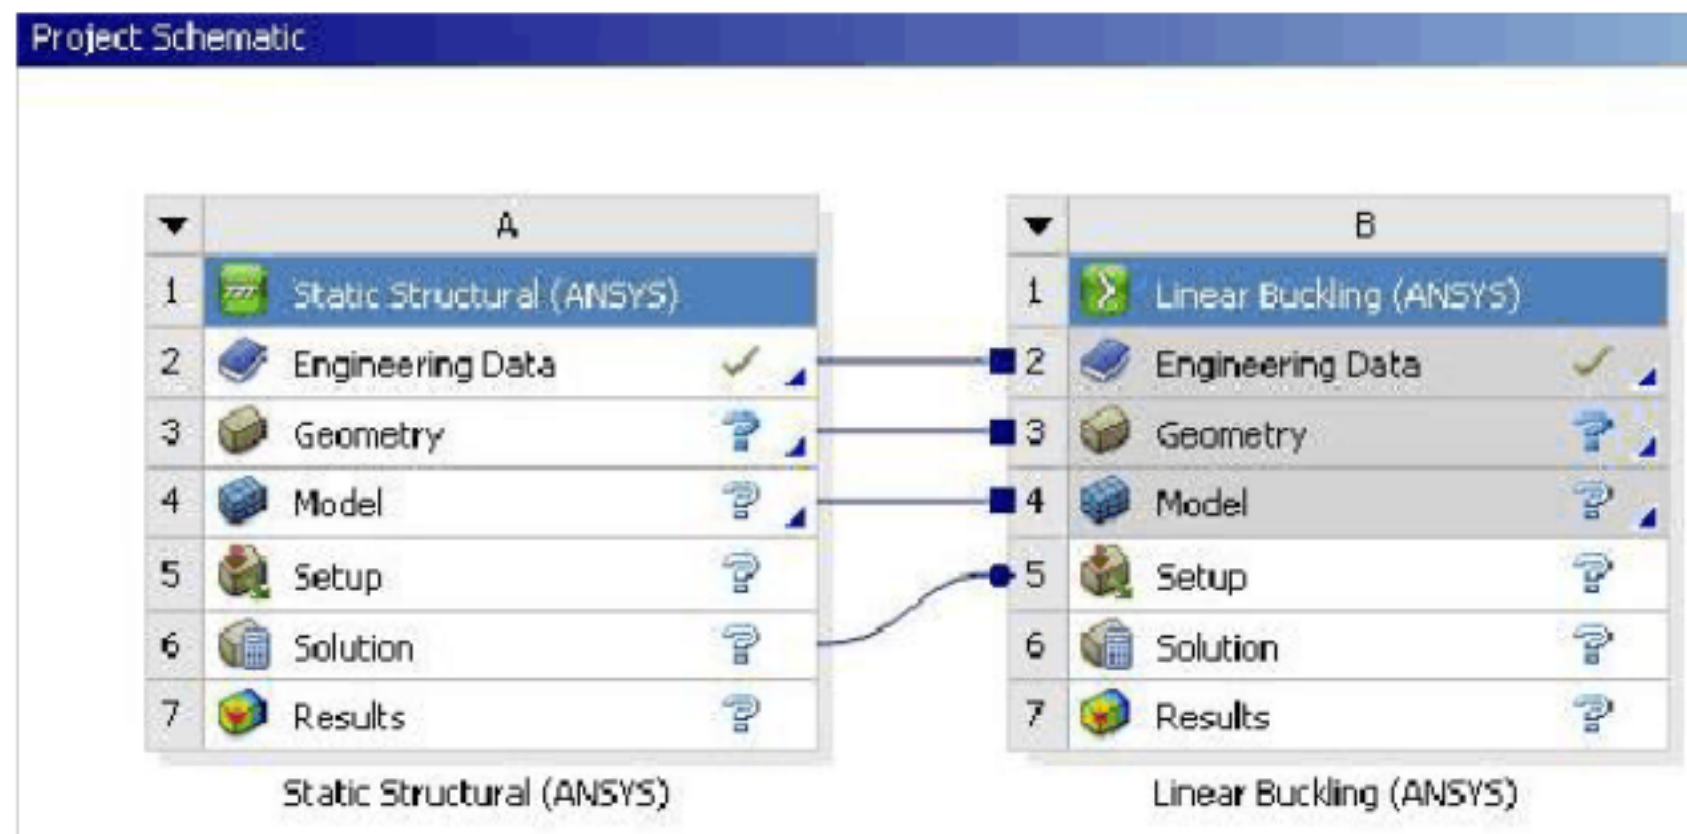 Project Schematic
A
1 Static Structural (ANSYS)
2 Engineering Data
3 Geometry
4 Model
5 Setup
6 Solution
7 Results
Static Structural (ANSYS)
B
1 Linear Buckling (ANSYS)
2 Engineering Data
3 Geometry
4 Model
5 Setup
6 Solution
7 Results
Linear Buckling (ANSYS)